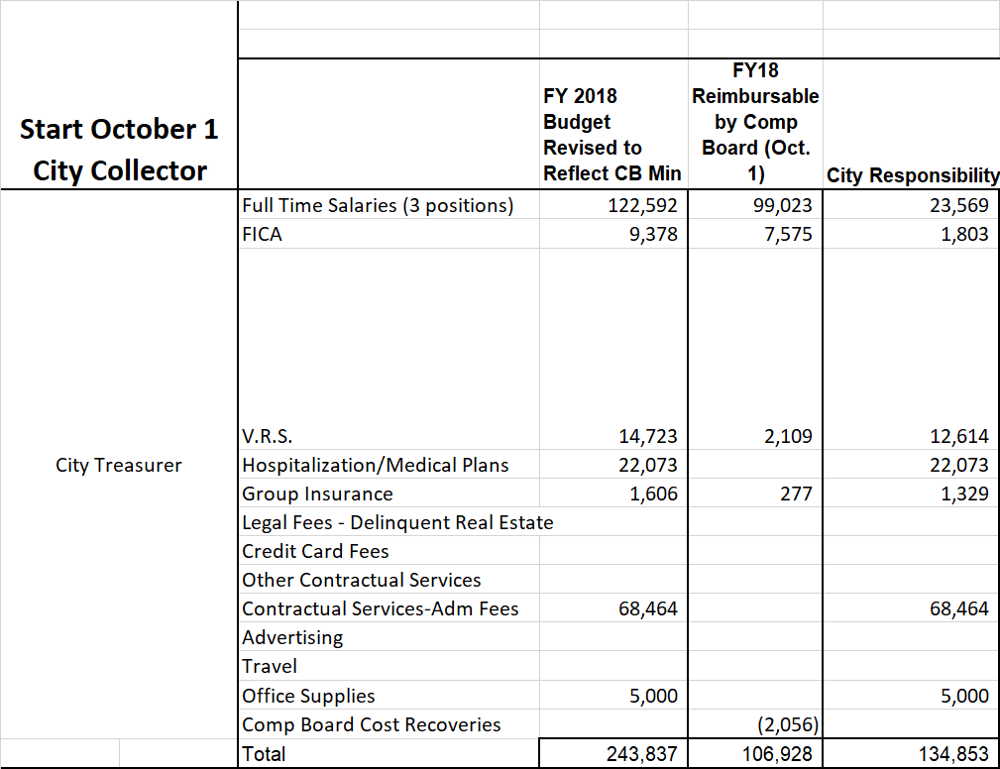 Start October 1
City Collector
FY 2018
Budget
Revised to
Reflect CB Min
FY18
Reimbursable
by Comp
Board (Oct.
1)
City Responsibility
Full Time Salaries (3 positions) 122,592 99,023 23,569
FICA 9,378 7,575 1,803
V.R.S. 14,723 2,109 12,614
City Treasurer Hospitalization/Medical Plans 22,073 22,073
Group Insurance 1,606 277 1,329
Legal Fees - Delinquent Real Estate
Credit Card Fees
Other Contractual Services
Contractual Services-Adm Fees 68,464 68,464
Advertising
Travel
Office Supplies 5,000 5,000
Comp Board Cost Recoveries (2,056)
Total 243,837 106,928 134,853